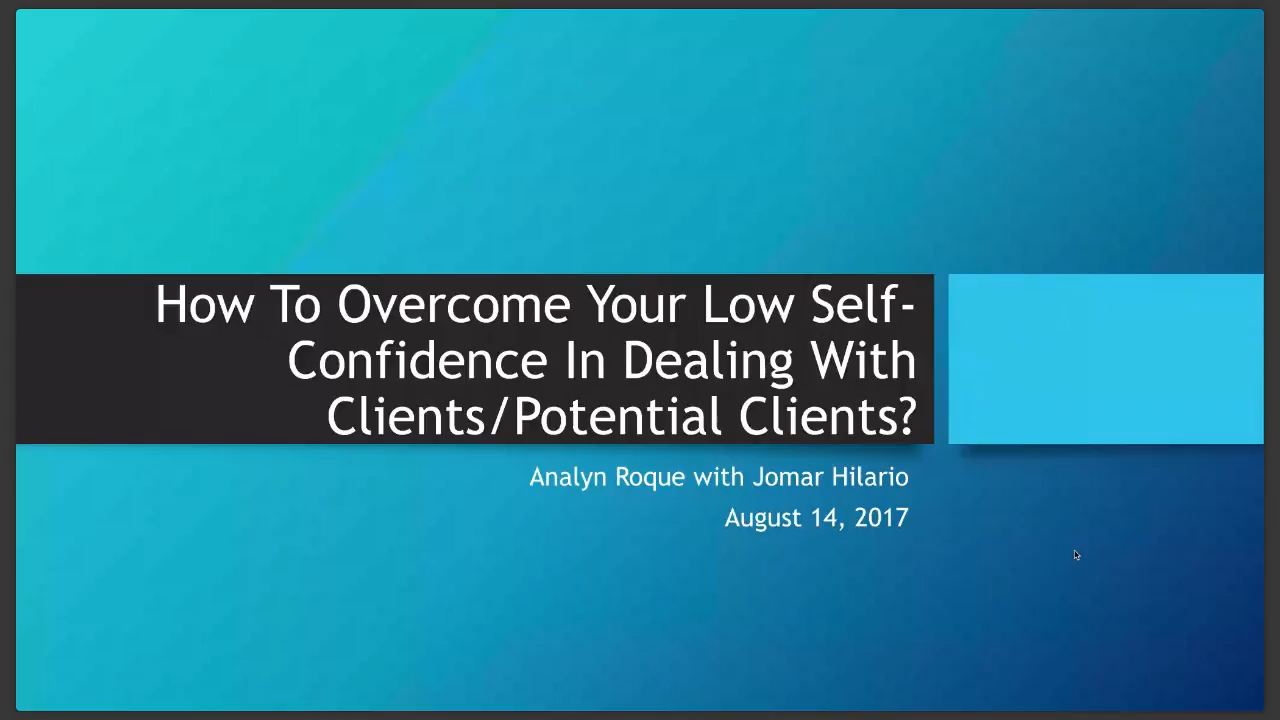 How To Overcome Your Low Self-
Confidence In Dealing With
Clients/Potential Clients?
Analyn Roque with Jomar Hilario
August 14, 2017